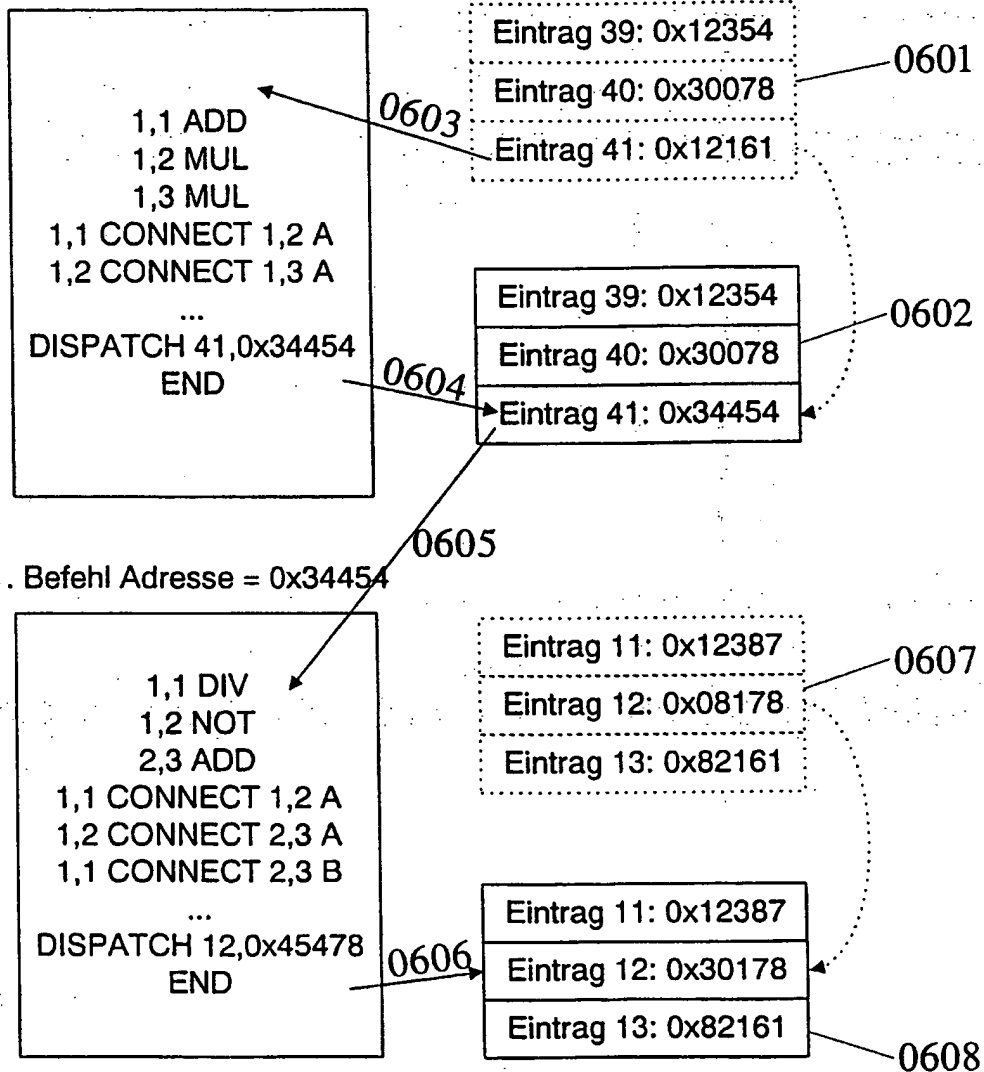 Eintrag 39: 0x12354
0601
Eintrag 40: 0x30078
0603
1,1 ADD
Eintrag 41: 0x12161
1,2 MUL
1,3 MUL
1,1 CONNECT 1,2 A
1,2 CONNECT 1,3 A
...
DISPATCH 41,0x34454
END
Eintrag 39: 0x12354
0602
Eintrag 40: 0x30078
0604
Eintrag 41: 0x34454
0605
. Befehl Adresse = 0x34454
1,1 DIV
1,2 NOT
2,3 ADD
1,1 CONNECT 1,2 A
1,2 CONNECT 2,3 A
1,1 CONNECT 2,3 B
...
DISPATCH 12,0x45478
END
Eintrag 11: 0x12387
0607
Eintrag 12: 0x08178
Eintrag 13: 0x82161
Eintrag 11: 0x12387
0606
Eintrag 12: 0x30178
Eintrag 13: 0x82161
0608